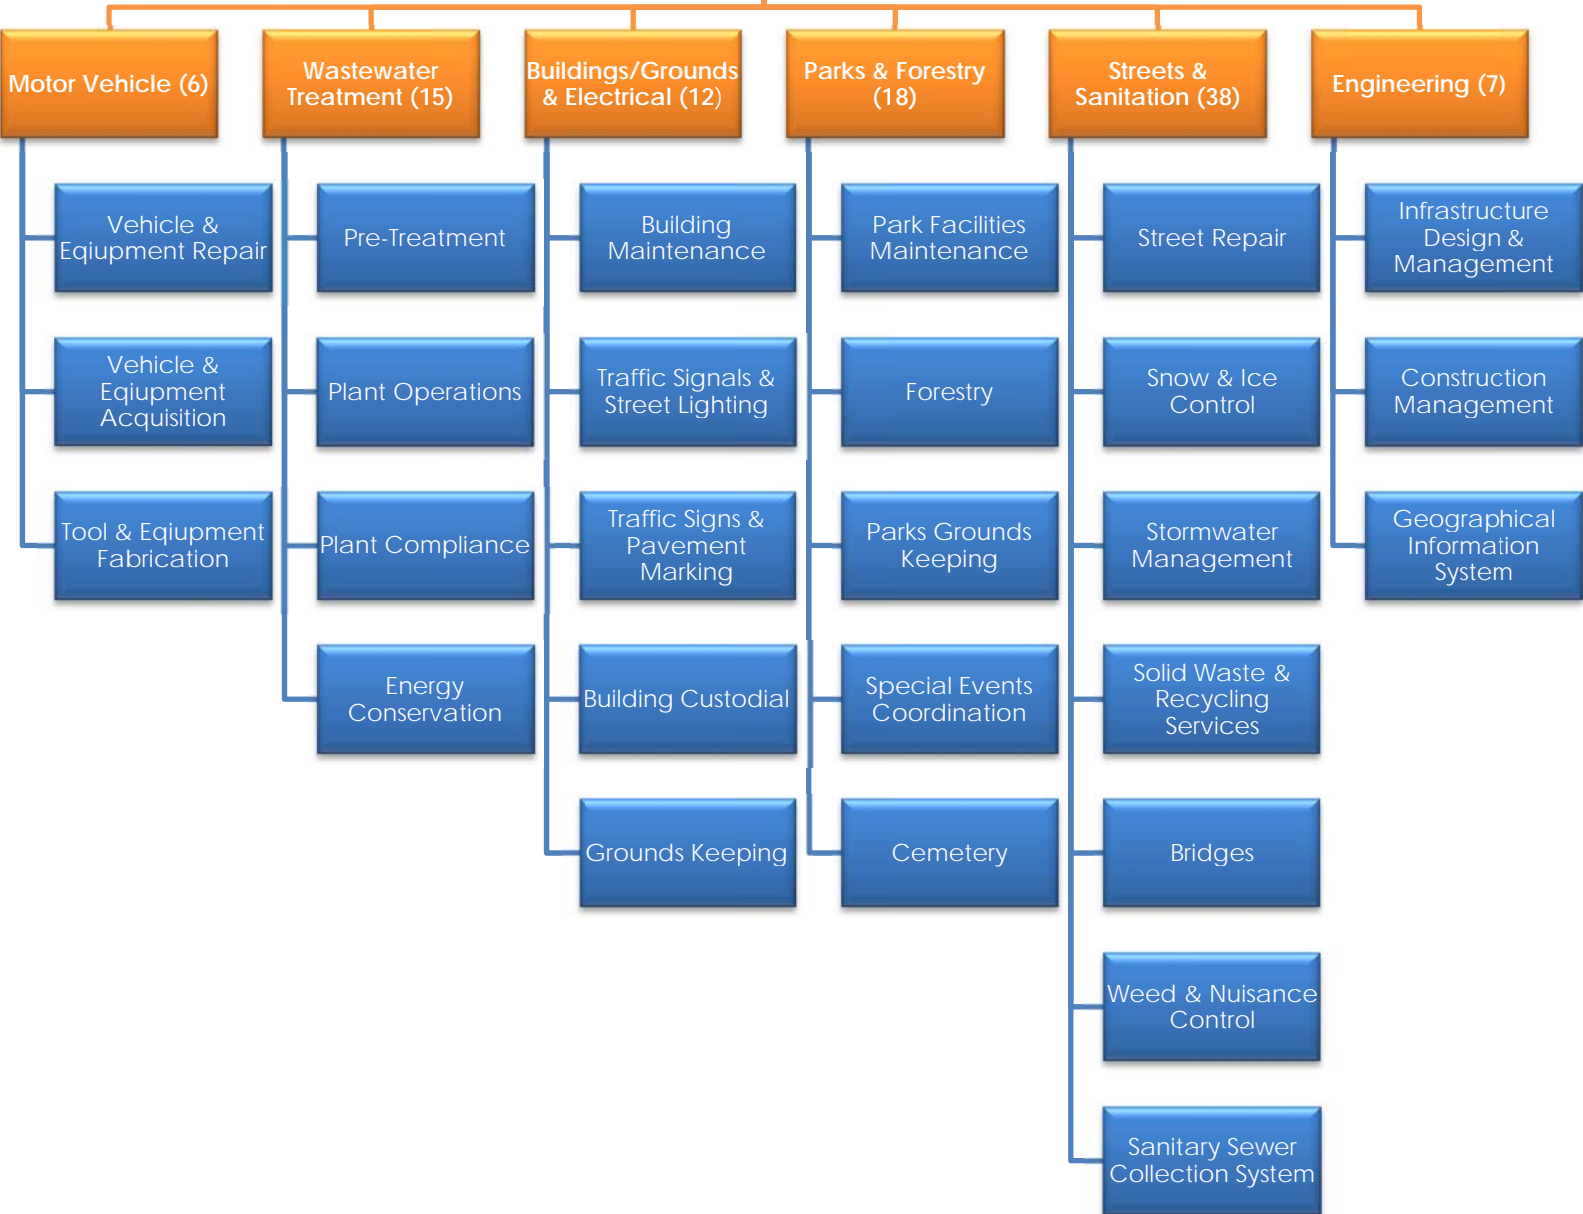 Motor Vehicle (6)
Wastewater
Treatment (15)
Buildings/Grounds
& Electrical (12)
Parks & Forestry
(18)
Streets &
Sanitation (38)
Engineering (7)
Vehicle &
Eqiupment Repair
Vehicle &
Eqiupment
Acquisition
Tool & Eqiupment
Fabrication
Pre-Treatment
Plant Operations
Plant Compliance
Energy
Conservation
Building
Maintenance
Traffic Signals &
Street Lighting
Traffic Signs &
Pavement
Marking
Building Custodial
Grounds Keeping
Park Facilities
Maintenance
Forestry
Parks Grounds
Keeping
Special Events
Coordination
Cemetery
Street Repair
Snow & Ice
Control
Stormwater
Management
Solid Waste &
Recycling
Services
Bridges
Weed & Nuisance
Control
Sanitary Sewer
Collection System
Infrastructure
Design &
Management
Construction
Management
Geographical
Information
System